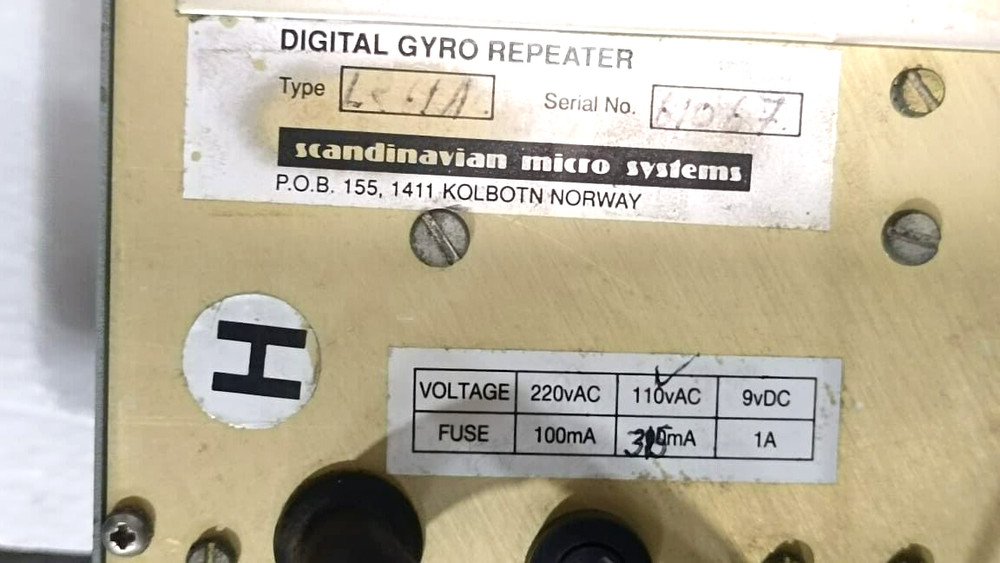 DIGITAL GYRO REPEATER
Type
Serial No.
scandinavian micro systems
P.O.B. 155, 1411 KOLBOTN NORWAY
H
VOLTAGE 220vAC 110vAC 9vDC
FUSE 100mA 315mA 1A